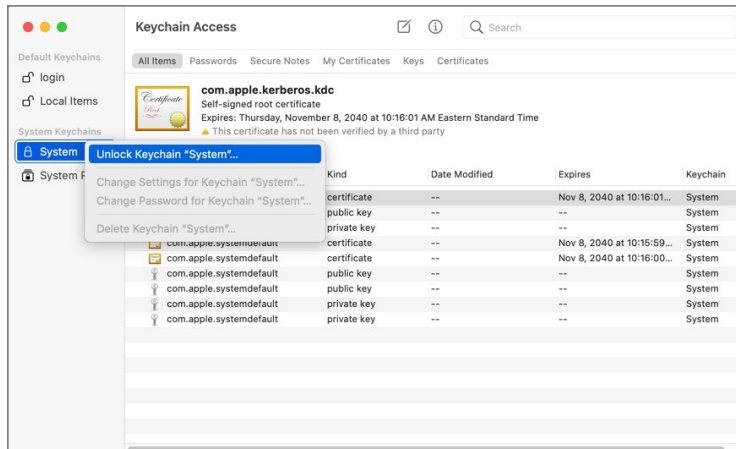 Keychain Access
Search
Default Keychains
login
Local Items
System Keychains
System
System
All Items Passwords Secure Notes My Certificates Keys Certificates
Certificate
Root
com.apple.kerberos.kdc
Self-signed root certificate
Expires: Thursday, November 8, 2040 at 10:16:01 AM Eastern Standard Time
This certificate has not been verified by a third party
Unlock Keychain “System”...
Change Settings for Keychain “System”...
Change Password for Keychain “System”...
Delete Keychain “System”...
Kind Date Modified Expires Keychain
certificate -- Nov 8, 2040 at 10:16:01... System
public key -- -- System
private key -- -- System
com.apple.systemdefault certificate -- Nov 8, 2040 at 10:15:59... System
com.apple.systemdefault certificate -- Nov 8, 2040 at 10:16:00... System
com.apple.systemdefault public key -- -- System
com.apple.systemdefault public key -- -- System
com.apple.systemdefault private key -- -- System
com.apple.systemdefault private key -- -- System